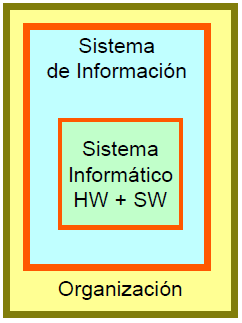 Sistema
de Información
Sistema
Informático
HW + SW
Organización